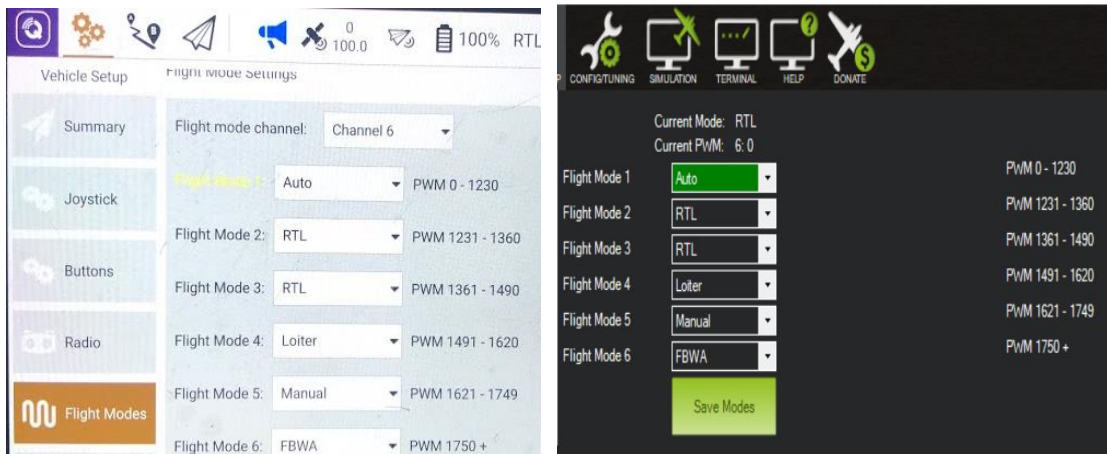 0
100.0
100%
RTL
Vehicle Setup
Flight Mode Settings
Summary
Flight mode channel:
Channel 6
Flight Mode 1:
Auto
PWM 0 - 1230
Joystick
Flight Mode 2:
RTL
PWM 1231 - 1360
Buttons
Flight Mode 3:
RTL
PWM 1361 - 1490
Radio
Flight Mode 4:
Loiter
PWM 1491 - 1620
Flight Modes
Flight Mode 5:
Manual
PWM 1621 - 1749
Flight Mode 6:
FBWA
PWM 1750 +
CONFIG/TUNING
SIMULATION
TERMINAL
HELP
DONATE
Current Mode: RTL
Current PWM: 6: 0
Flight Mode 1
Auto
PWM 0 - 1230
Flight Mode 2
RTL
PWM 1231 - 1360
Flight Mode 3
RTL
PWM 1361 - 1490
Flight Mode 4
Loiter
PWM 1491 - 1620
Flight Mode 5
Manual
PWM 1621 - 1749
Flight Mode 6
FBWA
PWM 1750 +
Save Modes